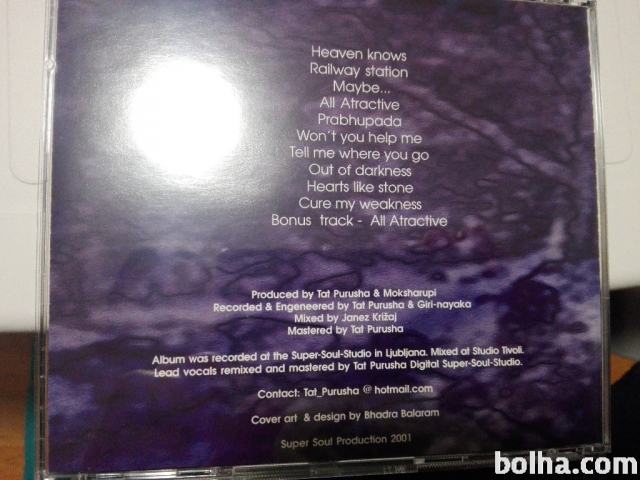 Heaven knows
Railway station
Maybe...
All Atractive
Prabhupada
Won't you help me
Tell me where you go
Out of darkness
Hearts like stone
Cure my weakness
Bonus track - All Atractive
Produced by Tat Purusha & Moksharupi
Recorded & Engeneered by Tat Purusha & Giri-nayaka
Mixed by Janez Križaj
Mastered by Tat Purusha
Album was recorded at the Super-Soul-Studio in Ljubljana. Mixed at Studio Tivoli.
Lead vocals remixed and mastered by Tat Purusha Digital Super-Soul-Studio.
Contact: Tat_Purusha @ hotmail.com
Cover art & design by Bhadra Balaram
Super Soul Production 2001
bolha.com